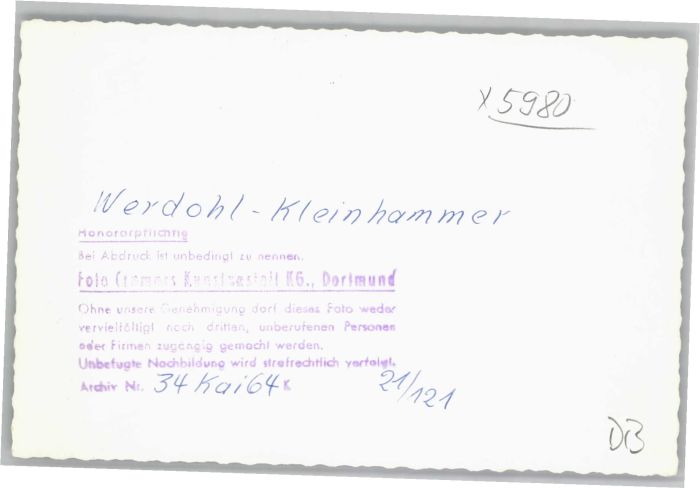 x 5980
Werdohl-Kleinhammer
Honorarpflichtig
Bei Abdruck ist unbedingt zu nennen.
Foto Cramers Kunstanstalt KG., Dortmund
Ohne unsere Genehmigung darf dieses Foto weder
vervielfältigt noch dritten, unberufenen Personen
oder Firmen zugängig gemacht werden.
Unbefugte Nachbildung wird strafrechtlich verfolgt.
Archiv Nr. 34 Kai 64 K 21/121
DB